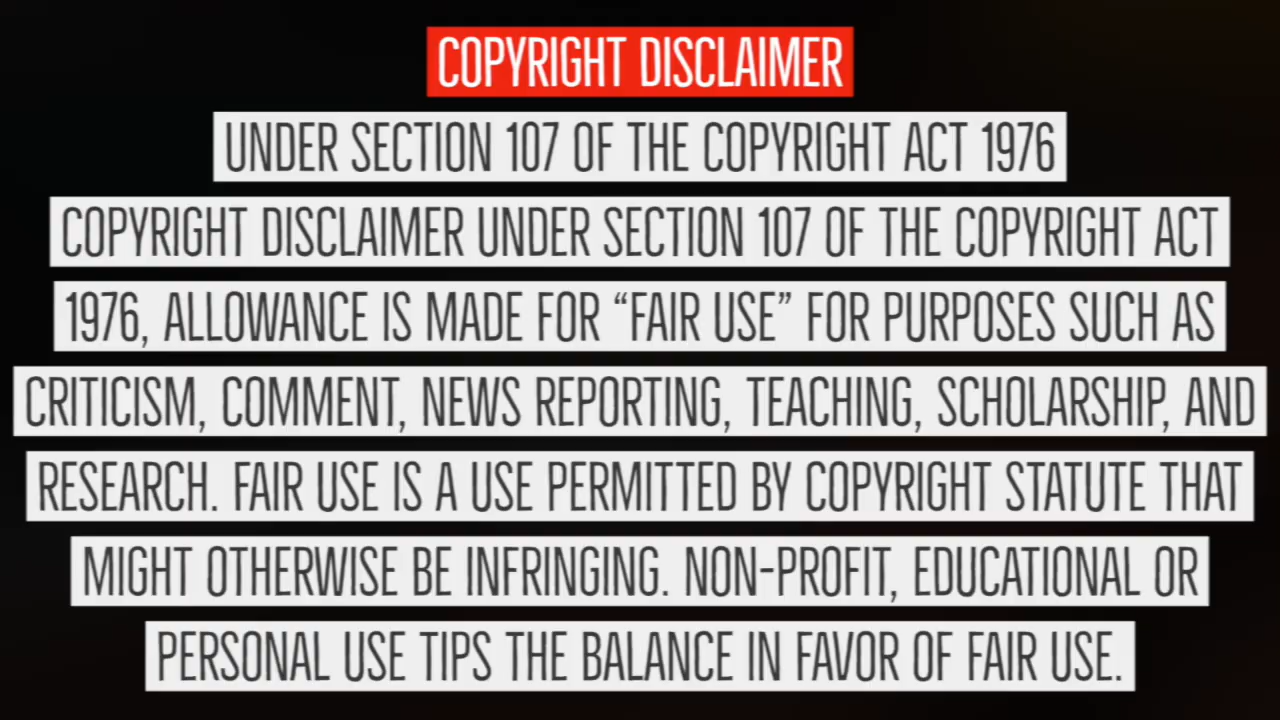 COPYRIGHT DISCLAIMER
UNDER SECTION 107 OF THE COPYRIGHT ACT 1976
COPYRIGHT DISCLAIMER UNDER SECTION 107 OF THE COPYRIGHT ACT
1976, ALLOWANCE IS MADE FOR “FAIR USE” FOR PURPOSES SUCH AS
CRITICISM, COMMENT, NEWS REPORTING, TEACHING, SCHOLARSHIP, AND
RESEARCH. FAIR USE IS A USE PERMITTED BY COPYRIGHT STATUTE THAT
MIGHT OTHERWISE BE INFRINGING. NON-PROFIT, EDUCATIONAL OR
PERSONAL USE TIPS THE BALANCE IN FAVOR OF FAIR USE.